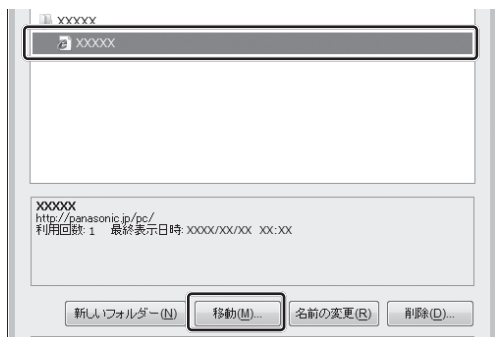 XXXXX
XXXXX
XXXXX
http://panasonic.jp/pc/
利用回数: 1 最終表示日時: XXXX/XX/XX XX:XX
新しいフォルダー(N) 移動(M)... 名前の変更(R) 削除(D)...